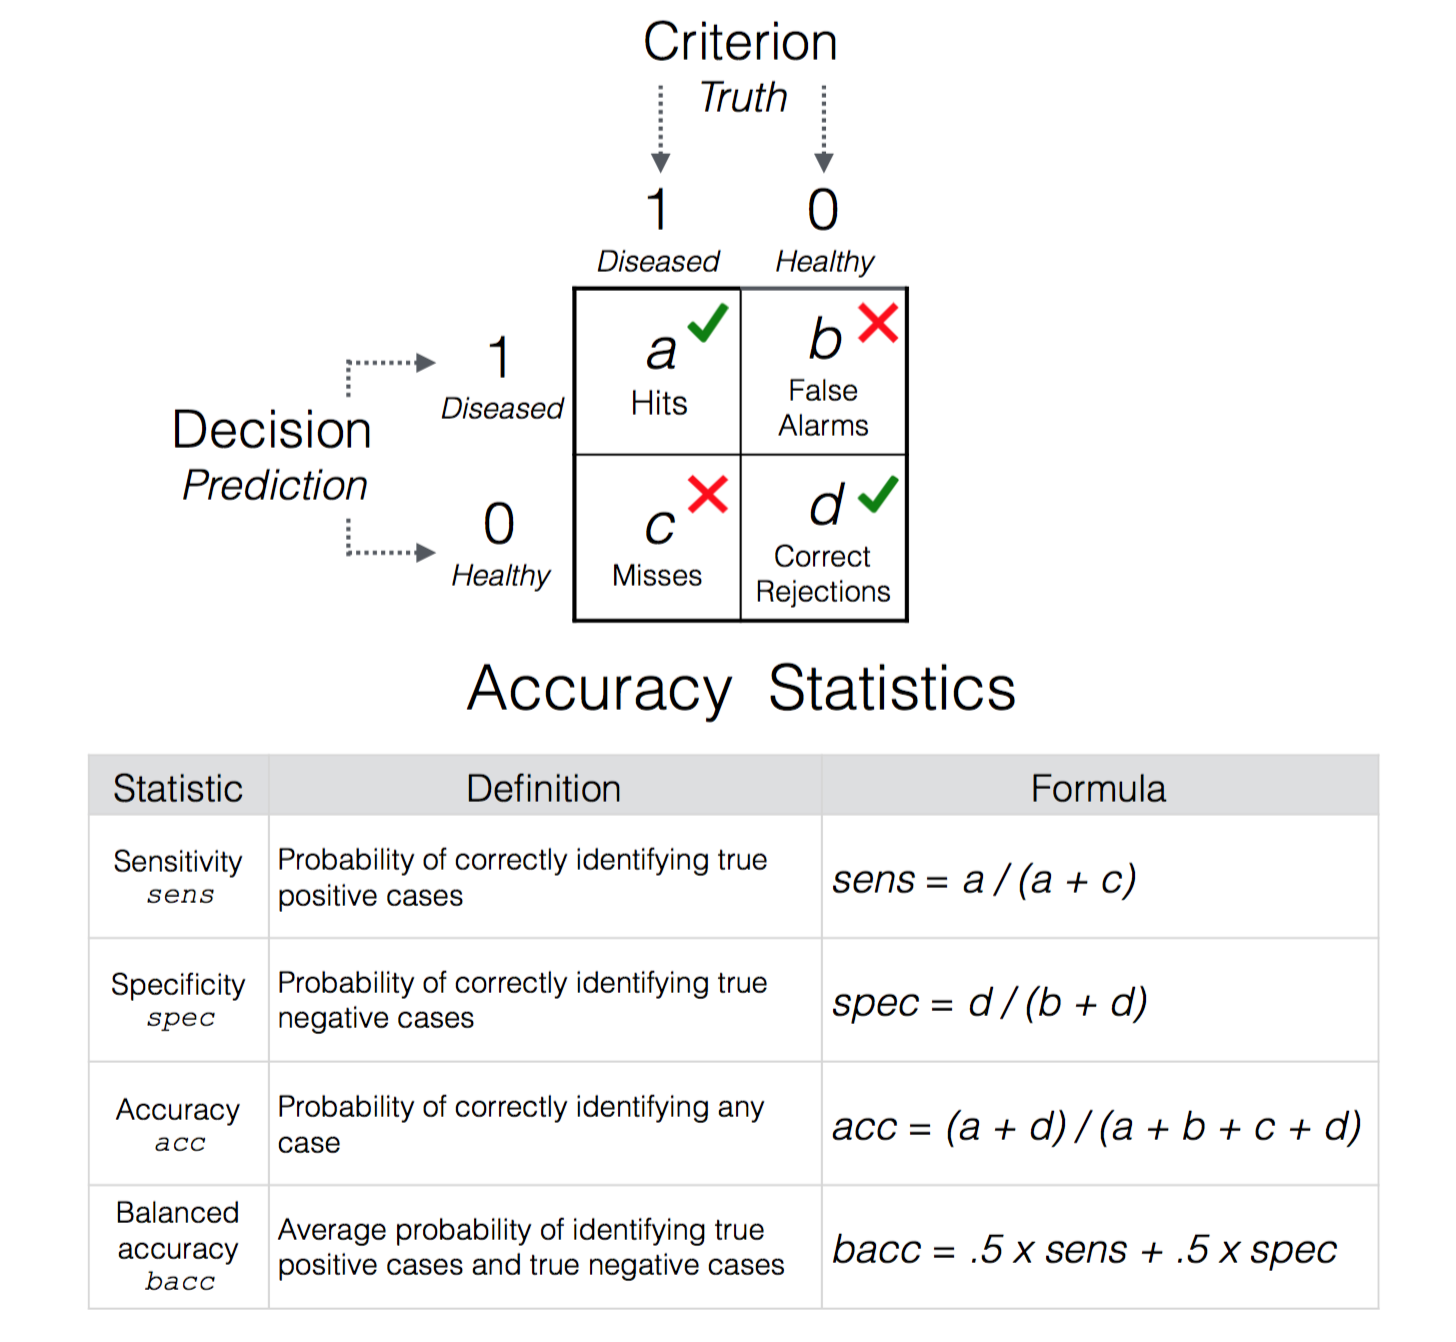 Criterion
Truth
1
0
Diseased
Healthy
a
b
Hits
False
Alarms
1
Diseased
Decision
Prediction
0
Healthy
c
d
Misses
Correct
Rejections
Accuracy Statistics
Statistic
Definition
Formula
Sensitivity
sens
Probability of correctly identifying true
positive cases
sens = a / (a + c)
Specificity
spec
Probability of correctly identifying true
negative cases
spec = d / (b + d)
Accuracy
acc
Probability of correctly identifying any
case
acc = (a + d) / (a + b + c + d)
Balanced
accuracy
bacc
Average probability of identifying true
positive cases and true negative cases
bacc = .5 x sens + .5 x spec